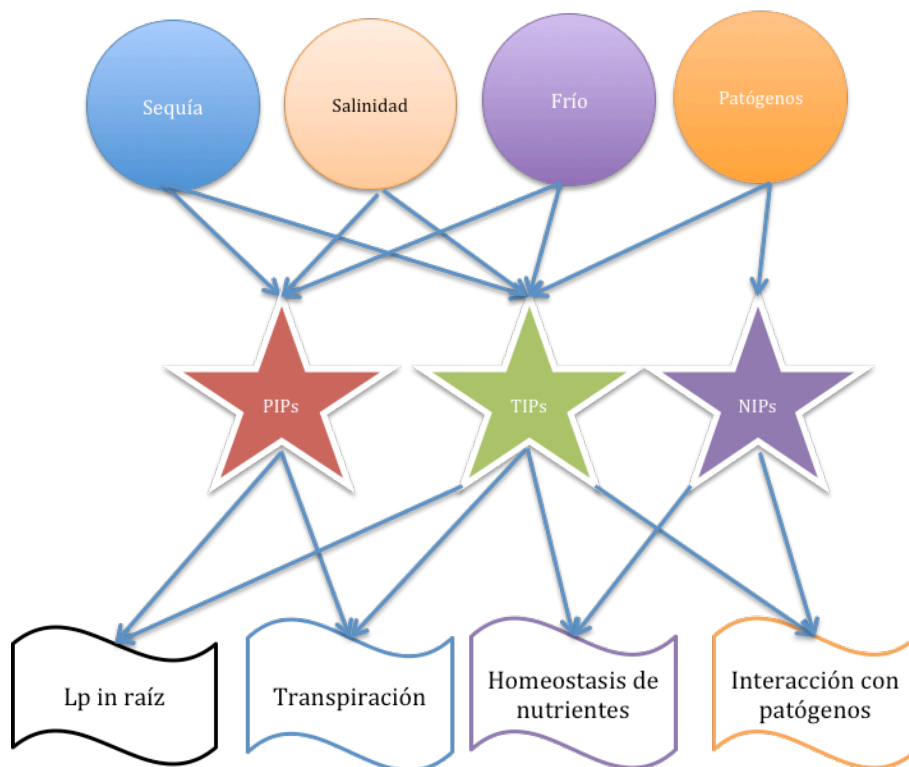 Sequía
Salinidad
Frío
Patógenos
PIPs
TIPs
NIPs
Lp in raíz
Transpiración
Homeostasis de
nutrientes
Interacción con
patógenos